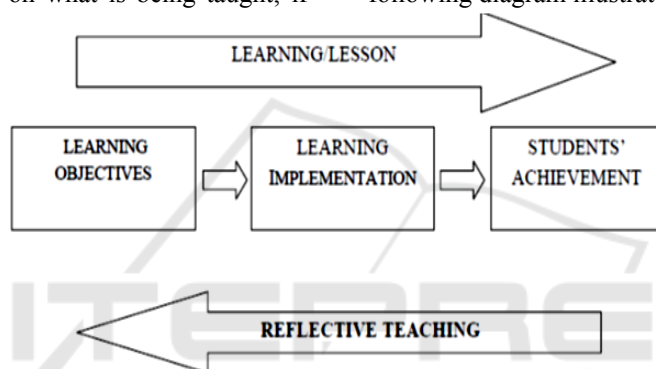 on what is being taught, if
following diagram illustrat
LEARNING/LESSON
LEARNING
OBJECTIVES
LEARNING
IMPLEMENTATION
STUDENTS'
ACHIEVEMENT
REFLECTIVE TEACHING